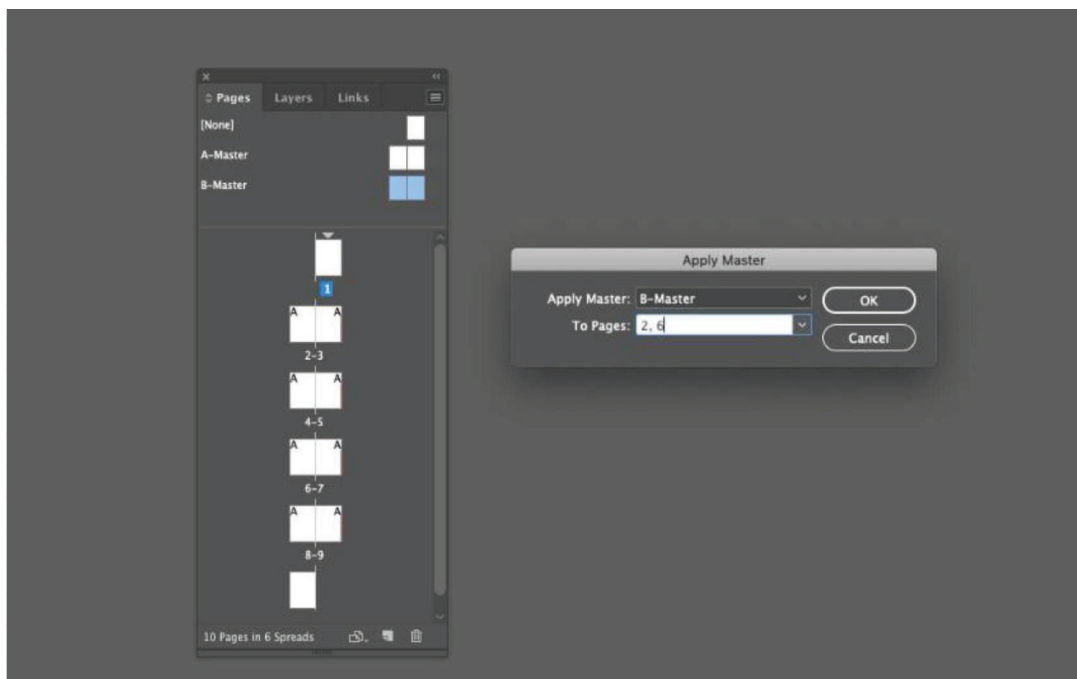 Pages Layers Links
[None]
A-Master
B-Master
1
A A
2-3
A A
4-5
A A
6-7
A A
8-9
10 Pages in 6 Spreads
Apply Master
Apply Master: B-Master OK
To Pages: 2, 6 Cancel